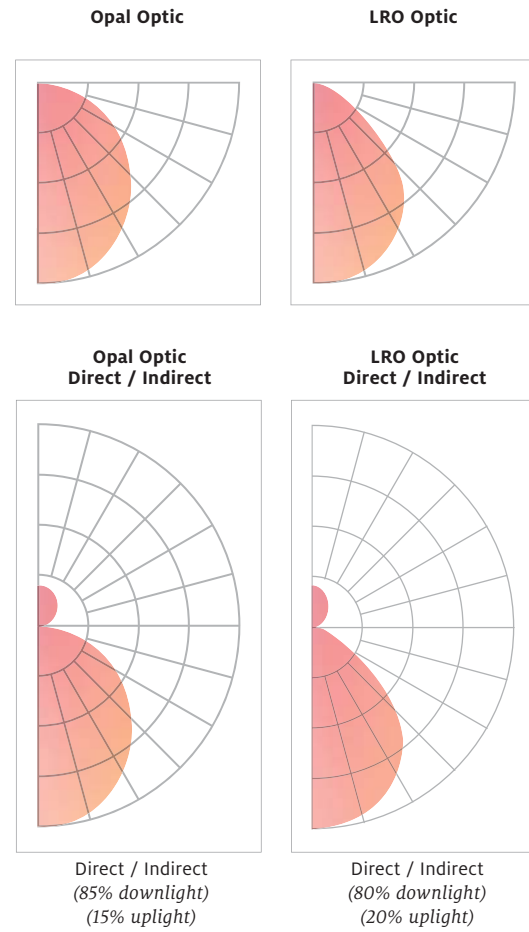 Opal Optic
LRO Optic
Opal Optic
Direct / Indirect
LRO Optic
Direct / Indirect
Direct / Indirect
(85% downlight)
(15% uplight)
Direct / Indirect
(80% downlight)
(20% uplight)